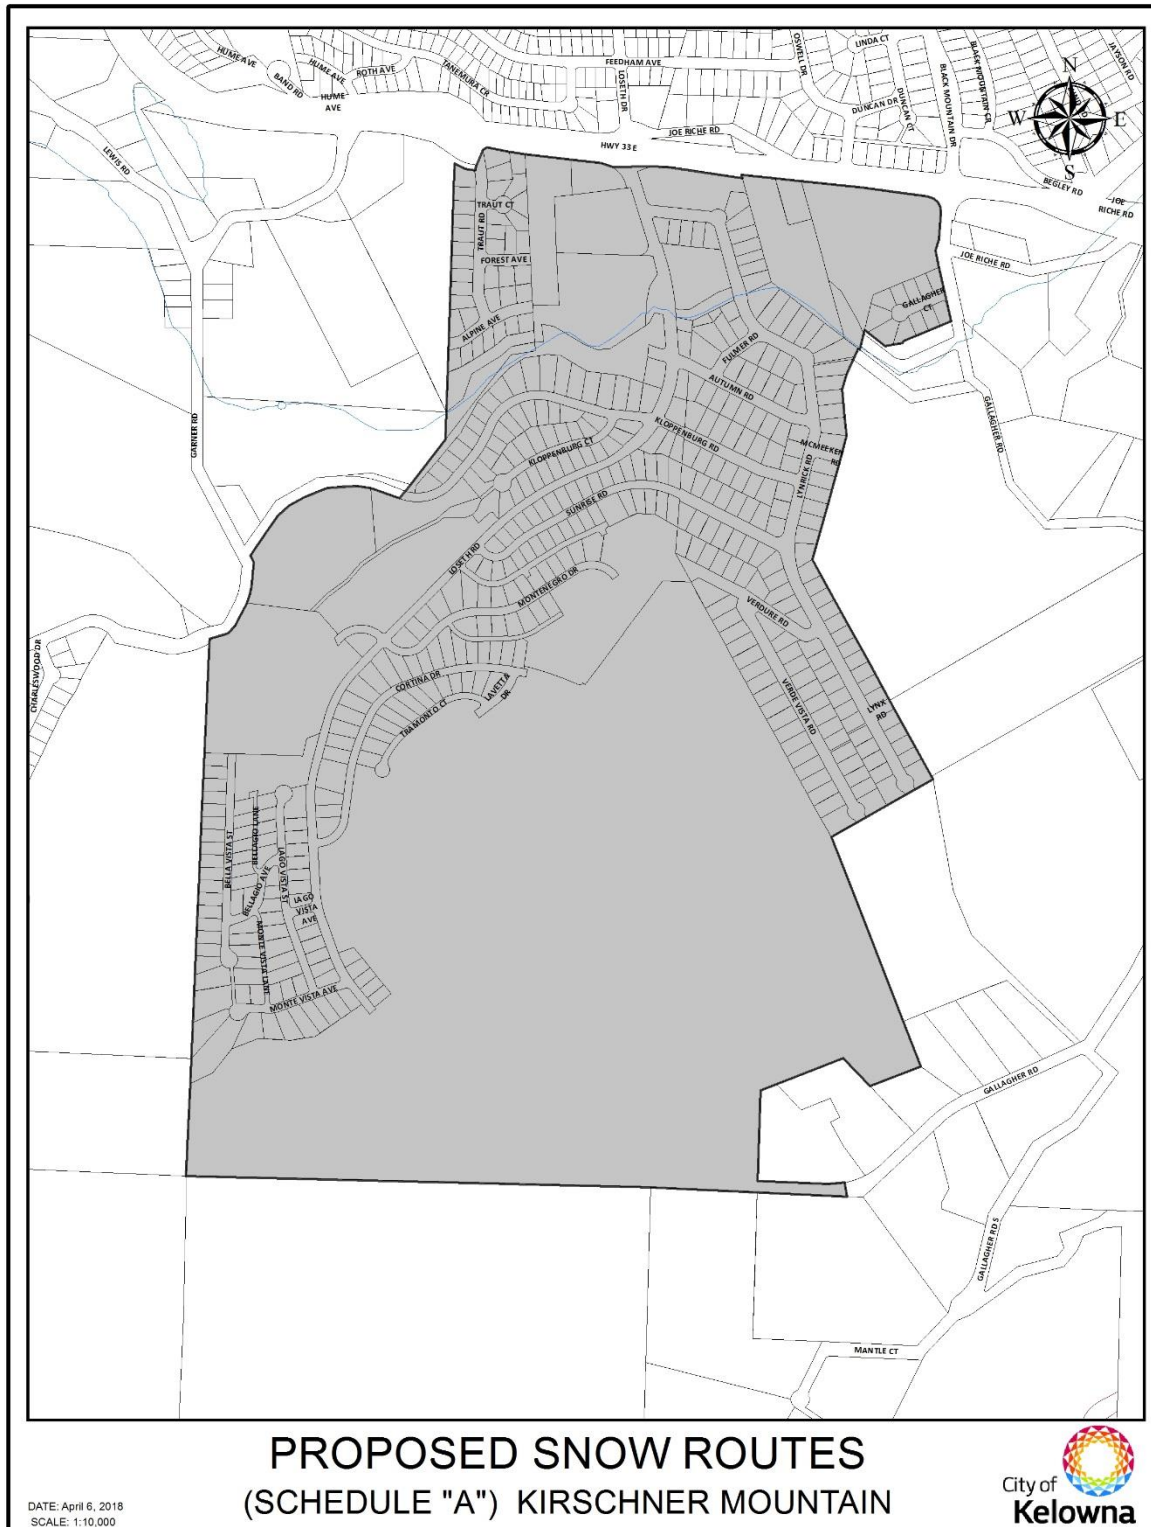 HUME AVE
BAND RD
HUME AVE
ROTH AVE
HUME
AVE
TANEMURA CR
FEEDHAM AVE
LOSETH DR
OSWELL DR
LINDA CT
DUNCAN DR
DUNCAN CT
BLACK MOUNTAIN DR
BLACK MOUNTAIN CR
JAYSON RD
N
W
E
S
JOE RICHE RD
HWY 33 E
BEGLEY RD
JOE
RICHE RD
LEWIS RD
TRAUT CT
TRAUT RD
FOREST AVE
JOE RICHE RD
GALLAGHER
CT
ALPINE AVE
FULMER RD
AUTUMN RD
GARNER RD
KLOPPENBURG RD
KLOPPENBURG CT
MCMEEKEN
RD
GALLAGHER RD
LYNRICK RD
SUNRISE RD
LOSETH RD
MONTENEGRO DR
VERDURE RD
CHARLESWOOD DR
CORTINA DR
LAVETTA
DR
TRAMONTO CT
VERDE VISTA RD
LYNX
RD
BELLA VISTA ST
BELLAGIO LANE
BELLAGIO AVE
LAGO VISTA ST
LAGO
VISTA
AVE
MONTE VISTA LANE
MONTE VISTA AVE
GALLAGHER RD
GALLAGHER RD S
MANTLE CT
PROPOSED SNOW ROUTES
(SCHEDULE "A") KIRSCHNER MOUNTAIN
DATE: April 6, 2018
SCALE: 1:10,000
City of
Kelowna